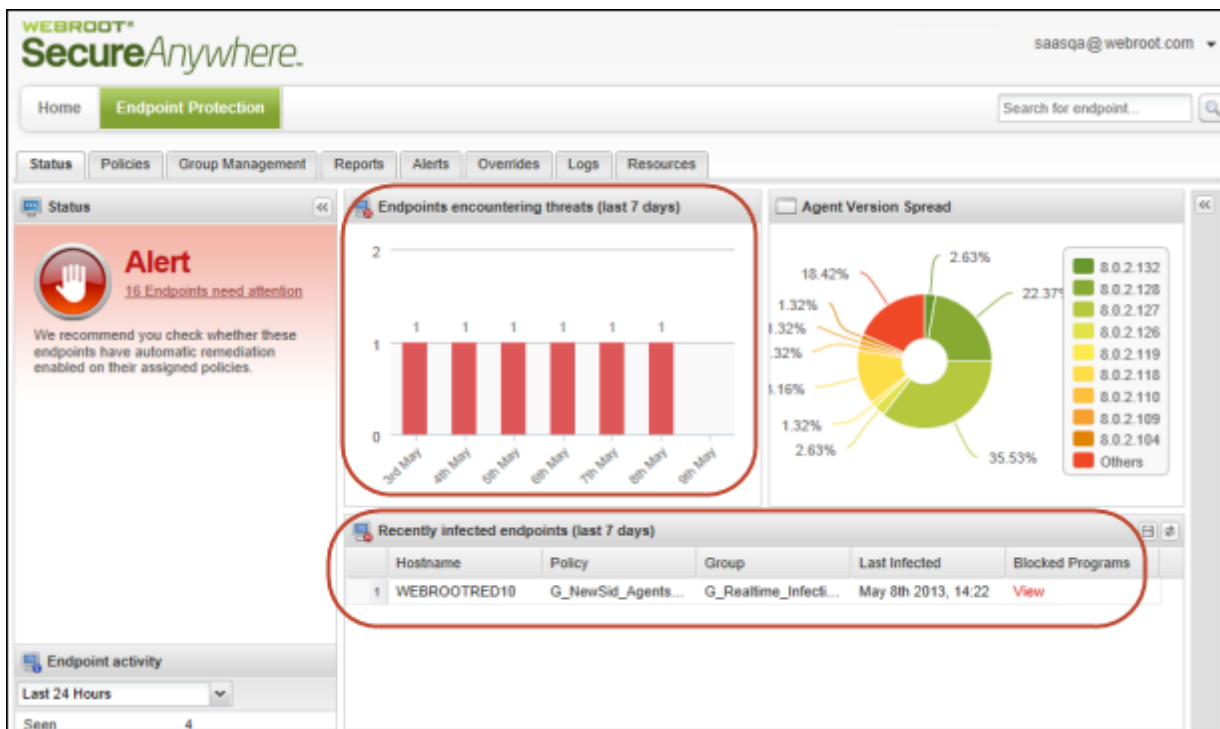 WEBROOT®
SecureAnywhere™
saasqa@webroot.com
Home
Endpoint Protection
Search for endpoint...
Status
Policies
Group Management
Reports
Alerts
Overrides
Logs
Resources
Status
Alert
16 Endpoints need attention
We recommend you check whether these
endpoints have automatic remediation
enabled on their assigned policies.
Endpoint activity
Last 24 Hours
Seen 4
Endpoints encountering threats (last 7 days)
2
1 1 1 1 1 1
1
0
3rd May
4th May
5th May
6th May
7th May
8th May
9th May
Agent Version Spread
2.63%
18.42%
22.37%
1.32%
1.32%
.32%
.16%
1.32%
2.63%
35.53%
8.0.2.132
8.0.2.128
8.0.2.127
8.0.2.126
8.0.2.119
8.0.2.118
8.0.2.110
8.0.2.109
8.0.2.104
Others
Recently infected endpoints (last 7 days)
Hostname Policy Group Last Infected Blocked Programs
1 WEBROOTRED10 G_NewSid_Agents... G_Realtime_Infecti... May 8th 2013, 14:22 View